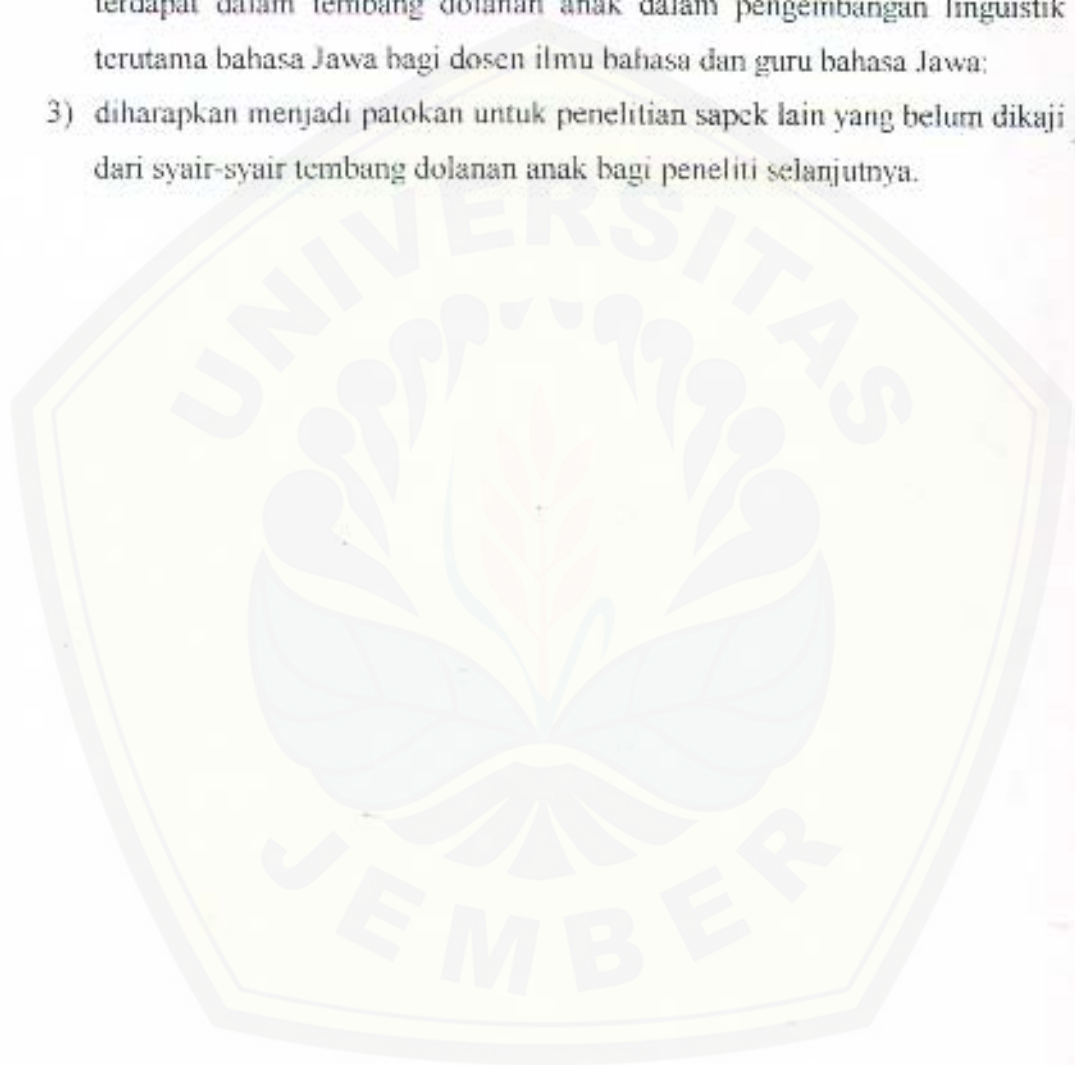 terdapat dalam tembang dolanan anak dalam pengembangan linguistik
terutama bahasa Jawa bagi dosen ilmu bahasa dan guru bahasa Jawa;
3) diharapkan menjadi patokan untuk penelitian sapek lain yang belum dikaji
dari syair-syair tembang dolanan anak bagi peneliti selanjutnya.
UNIVERSITAS
JEMBER